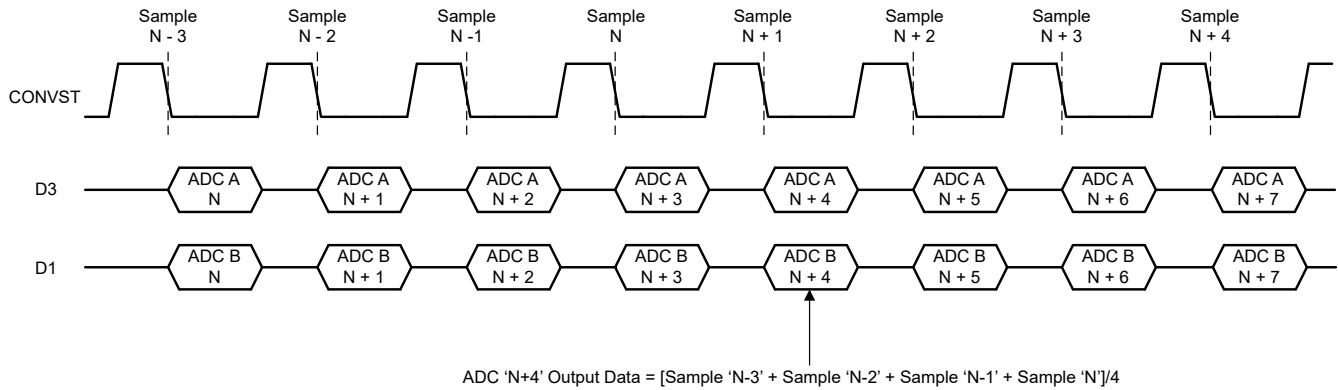 Sample
N - 3
Sample
N - 2
Sample
N -1
Sample
N
Sample
N + 1
Sample
N + 2
Sample
N + 3
Sample
N + 4
CONVST
D3
ADC A
N
ADC A
N + 1
ADC A
N + 2
ADC A
N + 3
ADC A
N + 4
ADC A
N + 5
ADC A
N + 6
ADC A
N + 7
D1
ADC B
N
ADC B
N + 1
ADC B
N + 2
ADC B
N + 3
ADC B
N + 4
ADC B
N + 5
ADC B
N + 6
ADC B
N + 7
ADC ‘N+4’ Output Data = [Sample ‘N-3’ + Sample ‘N-2’ + Sample ‘N-1’ + Sample ‘N’]/4